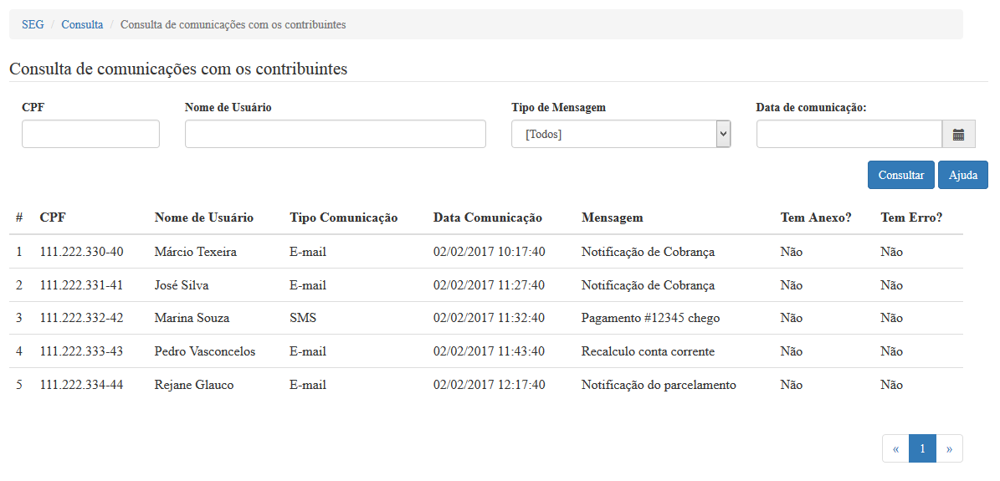 SEG / Consulta / Consulta de comunicações com os contribuintes
Consulta de comunicações com os contribuintes
CPF Nome de Usuário Tipo de Mensagem Data de comunicação:
[Todos]
Consultar Ajuda
# CPF Nome de Usuário Tipo Comunicação Data Comunicação Mensagem Tem Anexo? Tem Erro?
1 111.222.330-40 Márcio Texeira E-mail 02/02/2017 10:17:40 Notificação de Cobrança Não Não
2 111.222.331-41 José Silva E-mail 02/02/2017 11:27:40 Notificação de Cobrança Não Não
3 111.222.332-42 Marina Souza SMS 02/02/2017 11:32:40 Pagamento #12345 chego Não Não
4 111.222.333-43 Pedro Vasconcelos E-mail 02/02/2017 11:43:40 Recalculo conta corrente Não Não
5 111.222.334-44 Rejane Glauco E-mail 02/02/2017 12:17:40 Notificação do parcelamento Não Não
« 1 »